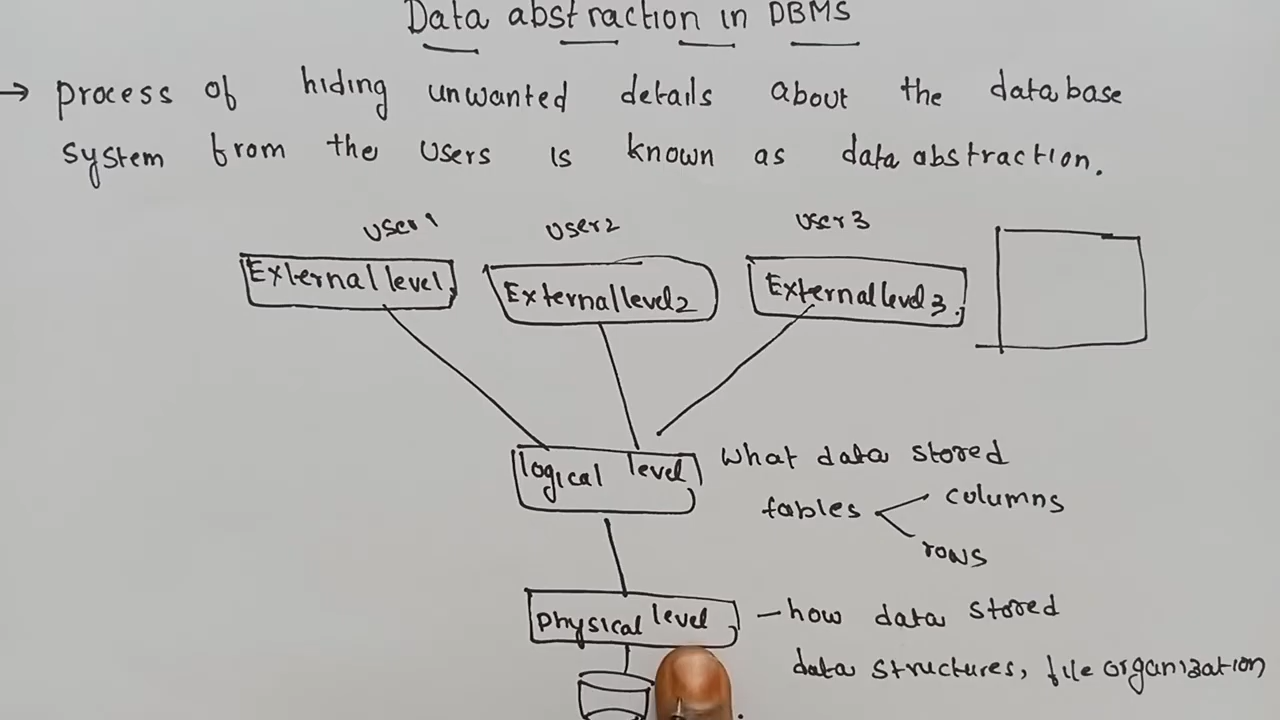 Data abstraction in DBMS
→ process of hiding unwanted details about the database
system from the users is known as data abstraction.
user1 user2 user3
External level External level2 External level3.
logical level what data stored
tables columns
rows
physical level - how data stored
data structures, file organization